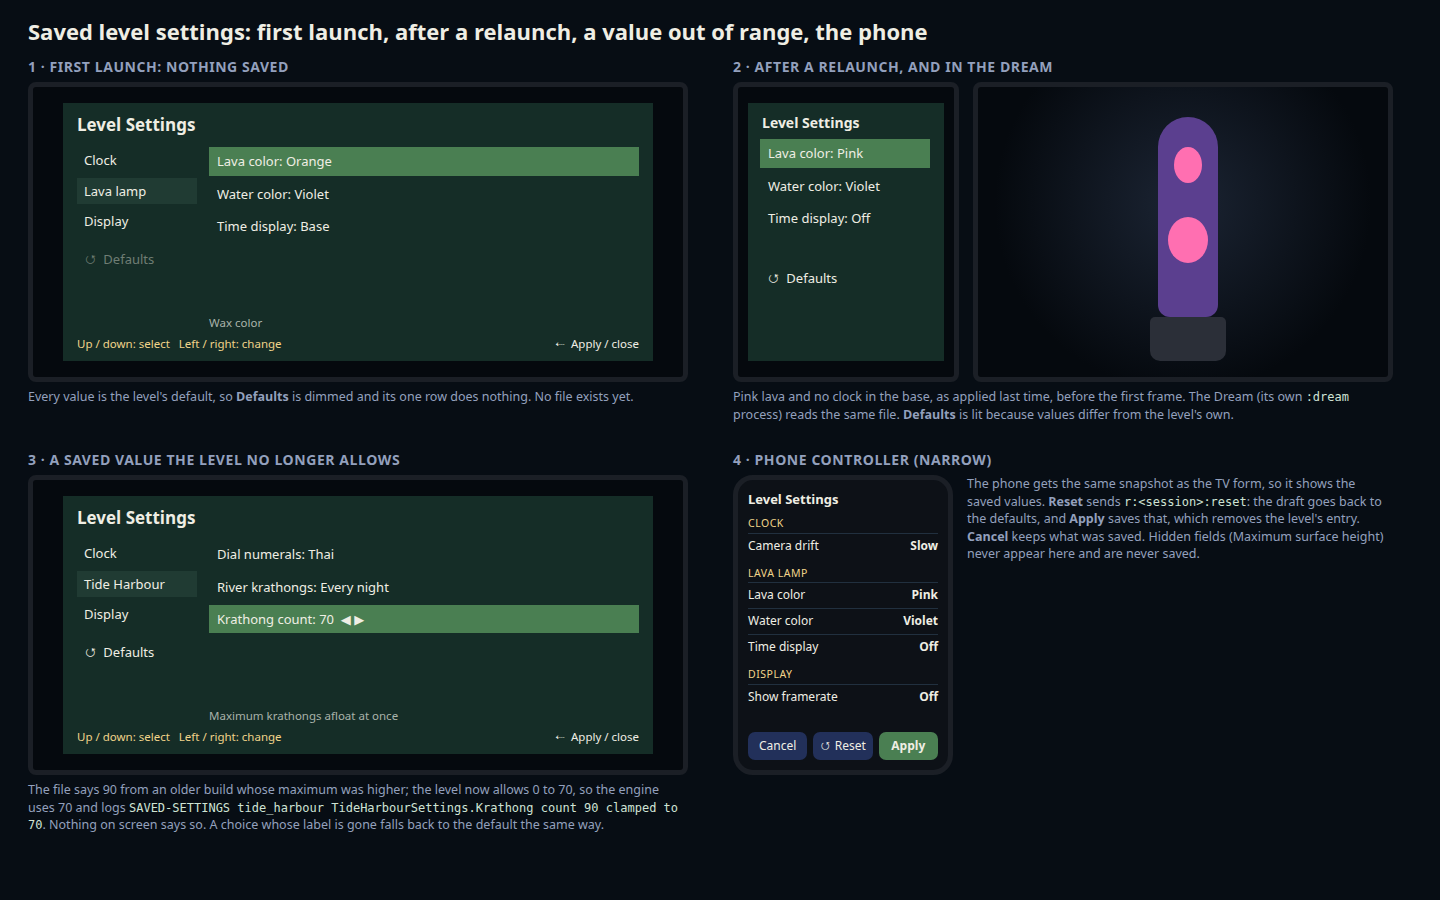 Saved level settings: first launch, after a relaunch, a value out of range, the phone
1 · FIRST LAUNCH: NOTHING SAVED
Level Settings
Clock
Lava lamp
Display
↺ Defaults
Lava color: Orange
Water color: Violet
Time display: Base
Wax color
Up / down: select Left / right: change
← Apply / close
Every value is the level's default, so Defaults is dimmed and its one row does nothing. No file exists yet.
2 · AFTER A RELAUNCH, AND IN THE DREAM
Level Settings
Lava color: Pink
Water color: Violet
Time display: Off
↺ Defaults
Pink lava and no clock in the base, as applied last time, before the first frame. The Dream (its own :dream
process) reads the same file. Defaults is lit because values differ from the level's own.
3 · A SAVED VALUE THE LEVEL NO LONGER ALLOWS
Level Settings
Clock
Tide Harbour
Display
↺ Defaults
Dial numerals: Thai
River krathongs: Every night
Krathong count: 70 ◀ ▶
Maximum krathongs afloat at once
Up / down: select Left / right: change
← Apply / close
The file says 90 from an older build whose maximum was higher; the level now allows 0 to 70, so the engine
uses 70 and logs SAVED-SETTINGS tide_harbour TideHarbourSettings.Krathong count 90 clamped to
70. Nothing on screen says so. A choice whose label is gone falls back to the default the same way.
4 · PHONE CONTROLLER (NARROW)
Level Settings
CLOCK
Camera drift Slow
LAVA LAMP
Lava color Pink
Water color Violet
Time display Off
DISPLAY
Show framerate Off
Cancel ↺ Reset Apply
The phone gets the same snapshot as the TV form, so it shows the
saved values. Reset sends r:<session>:reset: the draft goes back to
the defaults, and Apply saves that, which removes the level's entry.
Cancel keeps what was saved. Hidden fields (Maximum surface height)
never appear here and are never saved.